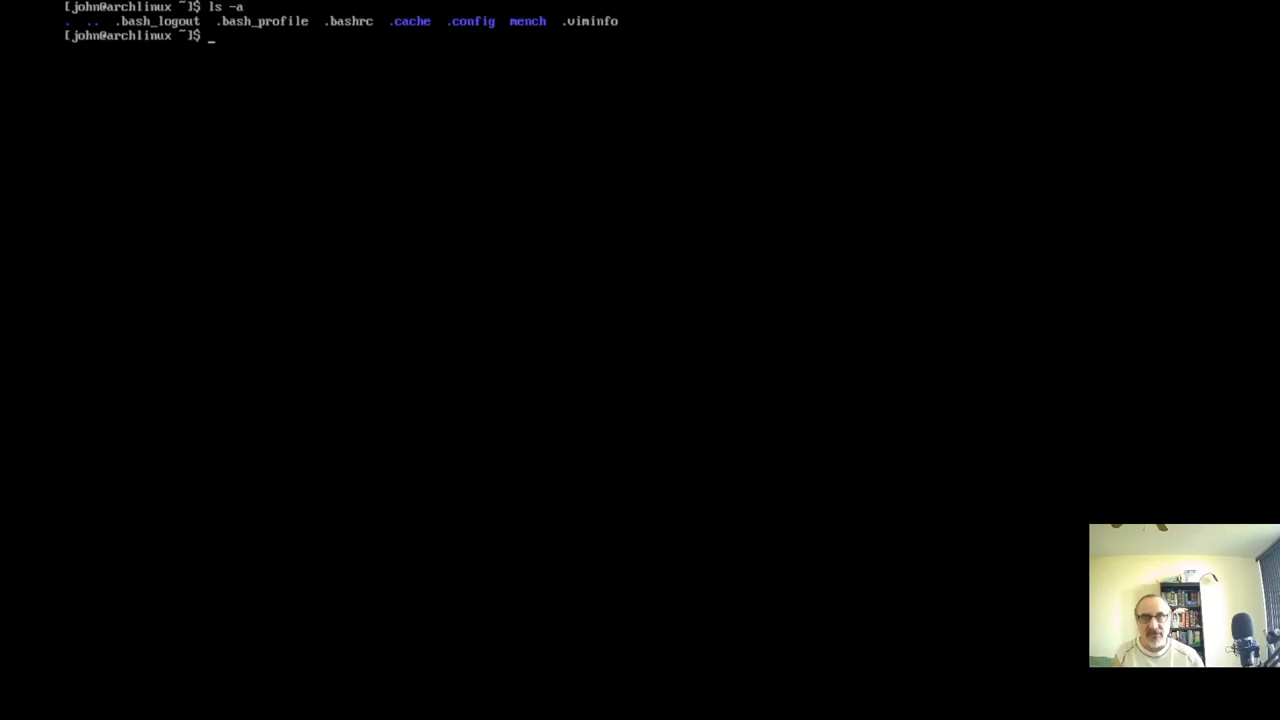 [john@archlinux ~]$ ls -a
.  ..  .bash_logout  .bash_profile  .bashrc  .cache  .config  mench  .viminfo
[john@archlinux ~]$ _